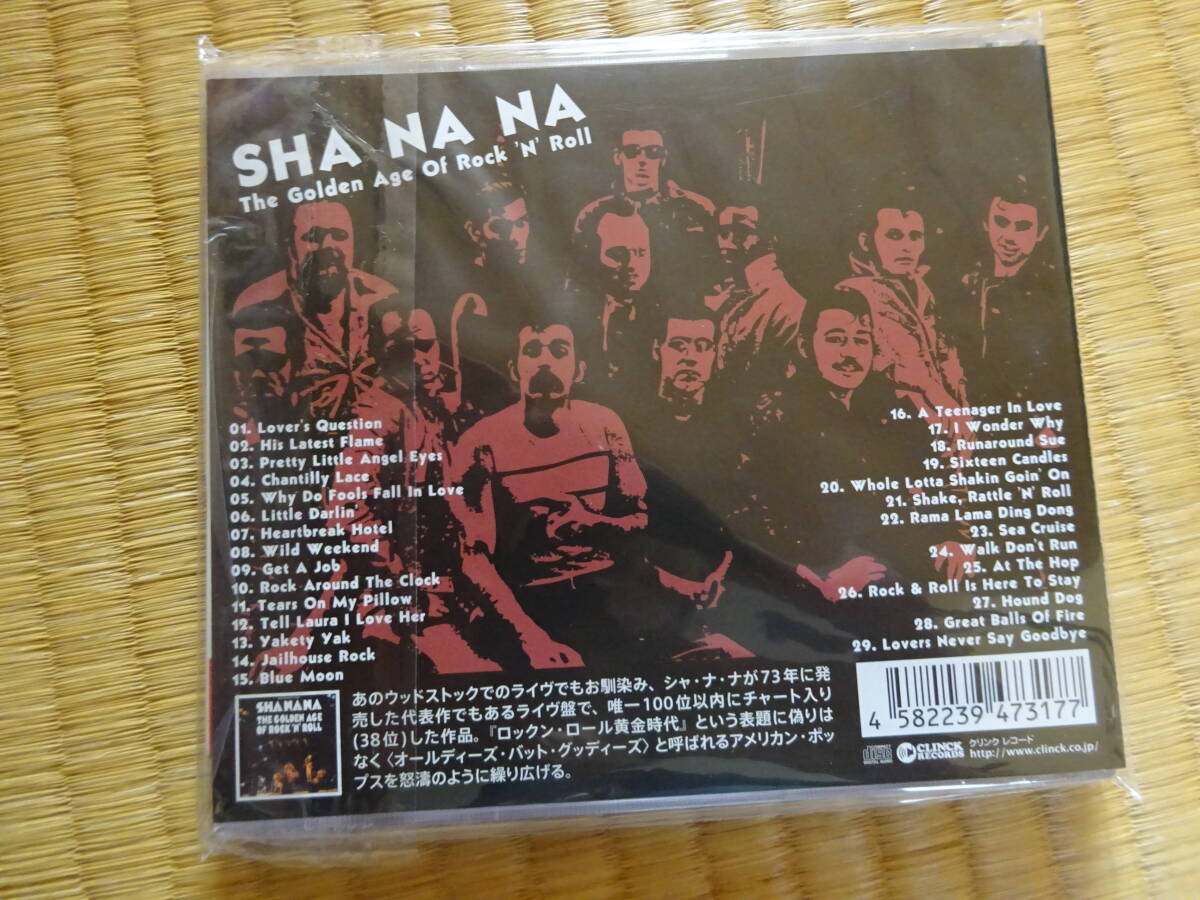 SHA NA NA
The Golden Age Of Rock 'N' Roll
01. Lover's Question
02. His Latest Flame
03. Pretty Little Angel Eyes
04. Chantilly Lace
05. Why Do Fools Fall In Love
06. Little Darlin'
07. Heartbreak Hotel
08. Wild Weekend
09. Get A Job
10. Rock Around The Clock
11. Tears On My Pillow
12. Tell Laura I Love Her
13. Yakety Yak
14. Jailhouse Rock
15. Blue Moon
16. A Teenager In Love
17. I Wonder Why
18. Runaround Sue
19. Sixteen Candles
20. Whole Lotta Shakin Goin' On
21. Shake, Rattle 'N' Roll
22. Rama Lama Ding Dong
23. Sea Cruise
24. Walk Don't Run
25. At The Hop
26. Rock & Roll Is Here To Stay
27. Hound Dog
28. Great Balls Of Fire
29. Lovers Never Say Goodbye
SHA NA NA
THE GOLDEN AGE
OF ROCK 'N' ROLL
あのウッドストックでのライヴでもお馴染み、シャ・ナ・ナが73年に発
売した代表作でもあるライヴ盤で、唯一100位以内にチャート入り
(38位)した作品。『ロックン・ロール黄金時代』という表題に偽りは
なく〈オールディーズ・バット・グッディーズ〉と呼ばれるアメリカン・ポッ
プスを怒濤のように繰り広げる。
4 582239 473177
COMPACT
disc
DIGITAL AUDIO
CLINCK
RECORDS
クリンク レコード
http://www.clinck.co.jp/